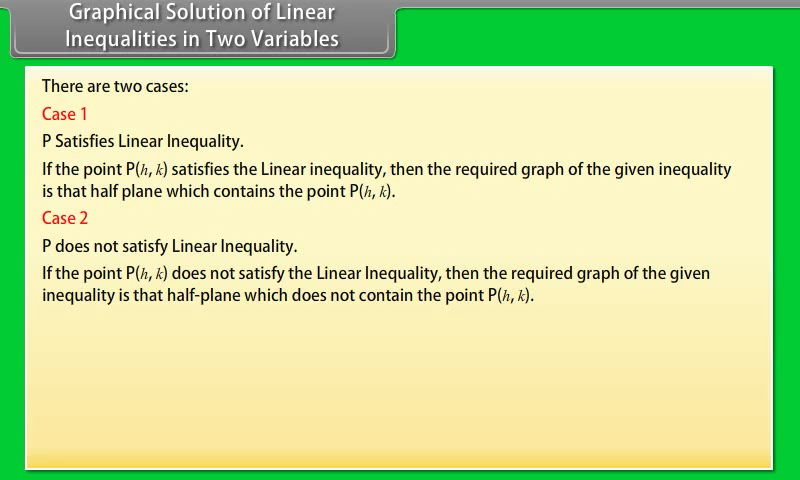 Graphical Solution of Linear
Inequalities in Two Variables
There are two cases:
Case 1
P Satisfies Linear Inequality.
If the point P(h, k) satisfies the Linear inequality, then the required graph of the given inequality
is that half plane which contains the point P(h, k).
Case 2
P does not satisfy Linear Inequality.
If the point P(h, k) does not satisfy the Linear Inequality, then the required graph of the given
inequality is that half-plane which does not contain the point P(h, k).